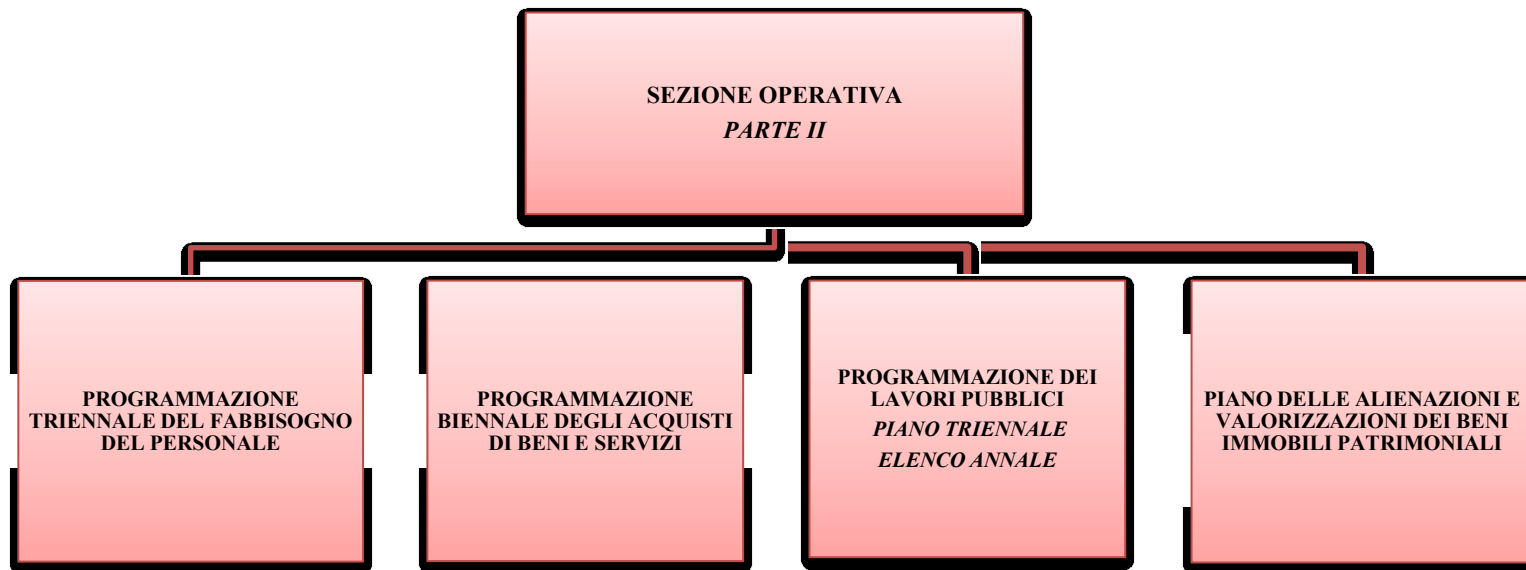 SEZIONE OPERATIVA
PARTE II
PROGRAMMAZIONE
TRIENNALE DEL FABBISOGNO
DEL PERSONALE
PROGRAMMAZIONE
BIENNALE DEGLI ACQUISTI
DI BENI E SERVIZI
PROGRAMMAZIONE DEI
LAVORI PUBBLICI
PIANO TRIENNALE
ELENCO ANNALE
PIANO DELLE ALIENAZIONI E
VALORIZZAZIONI DEI BENI
IMMOBILI PATRIMONIALI